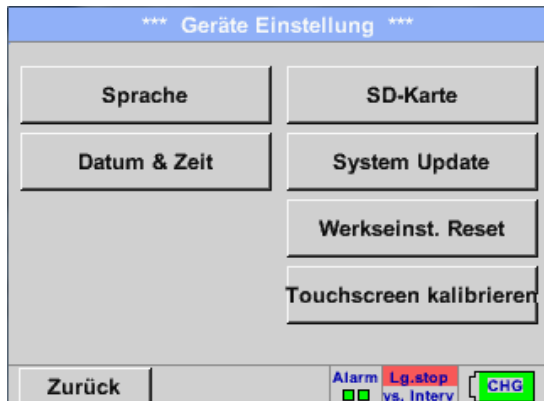 *** Geräte Einstellung ***
Sprache
SD-Karte
Datum & Zeit
System Update
Werkseinst. Reset
Touchscreen kalibrieren
Zurück
Alarm
Lg.stop
vs. Interv
CHG